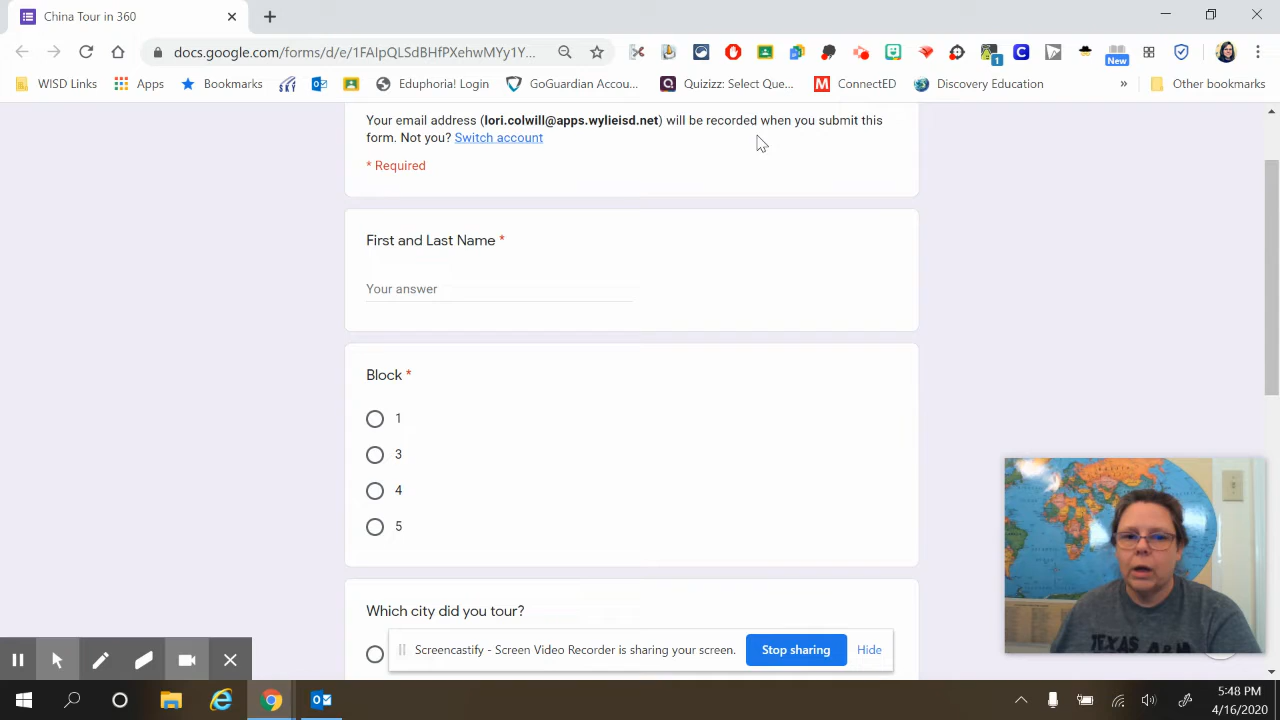 China Tour in 360
docs.google.com/forms/d/e/1FAIpQLSdBHfPXehwMYy1Y...
1
New
WISD Links
Apps
Bookmarks
Eduphoria! Login
GoGuardian Accou...
Quizizz: Select Que...
ConnectED
Discovery Education
»
Other bookmarks
Your email address (lori.colwill@apps.wylieisd.net) will be recorded when you submit this
form. Not you? Switch account
* Required
First and Last Name *
Your answer
Block *
1
3
4
5
Which city did you tour?
Screencastify - Screen Video Recorder is sharing your screen.
Stop sharing
Hide
TEXAS A&M
5:48 PM
4/16/2020